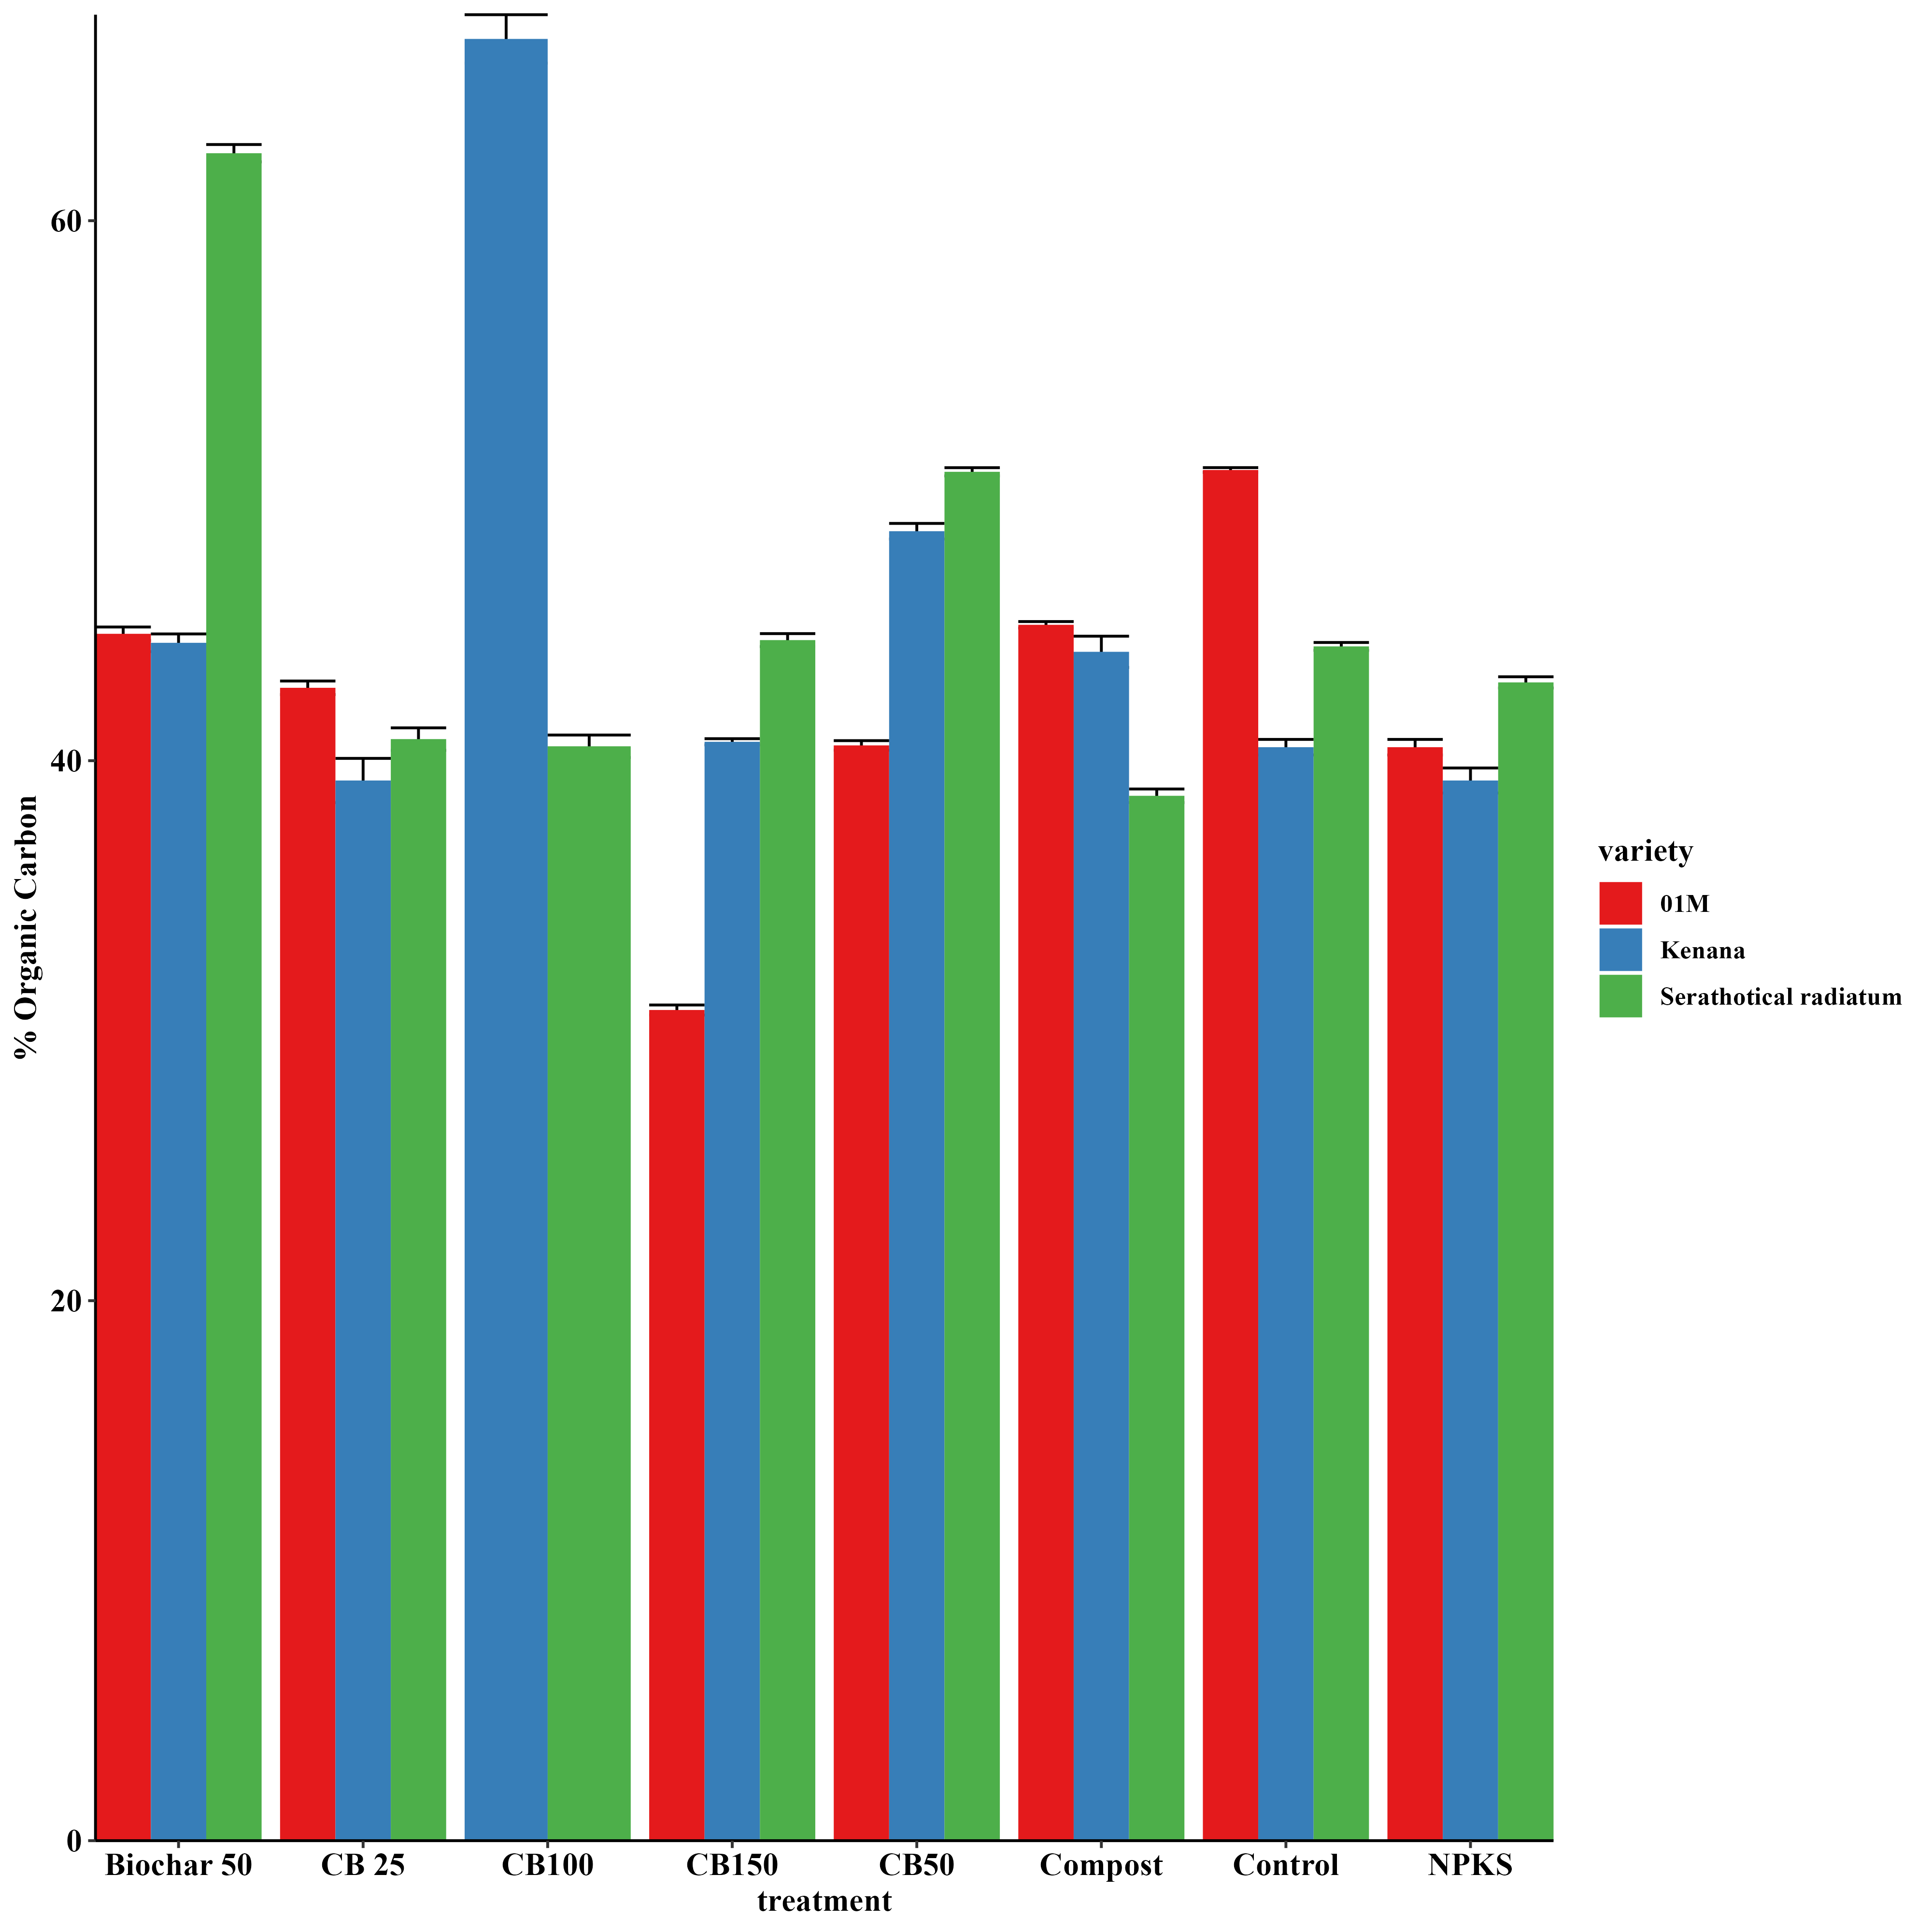 60
40
20
0
% Organic Carbon
Biochar 50
CB 25
CB100
CB150
CB50
Compost
Control
NPKS
treatment
variety
01M
Kenana
Serathotical radiatum